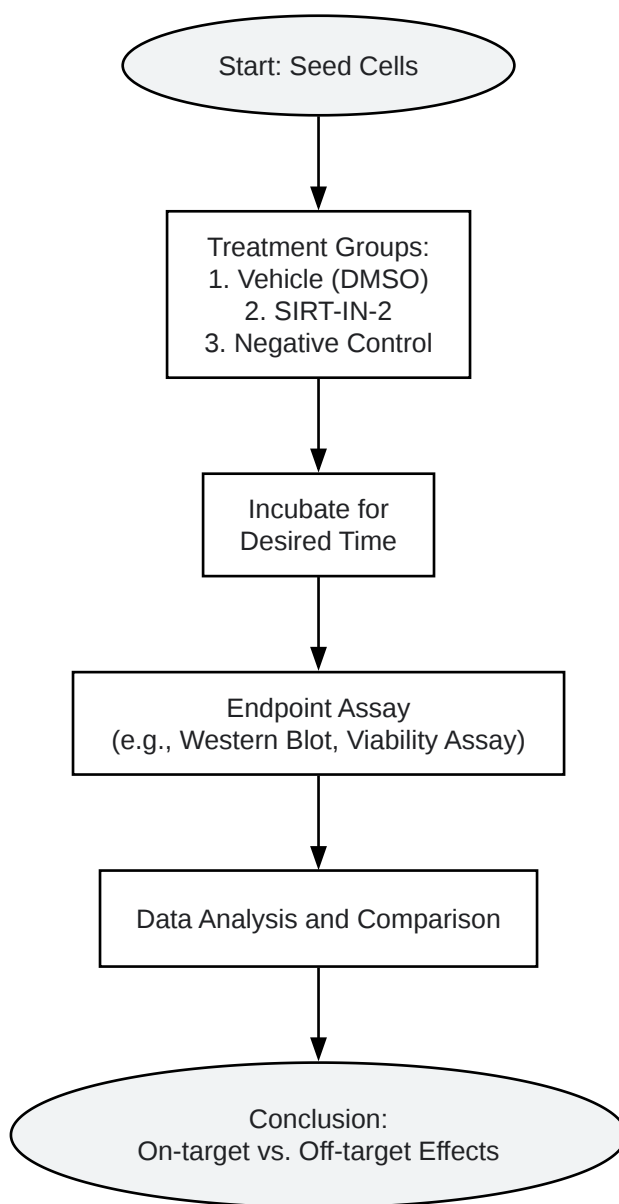 Start: Seed Cells
Treatment Groups:
1. Vehicle (DMSO)
2. SIRT-IN-2
3. Negative Control
Incubate for
Desired Time
Endpoint Assay
(e.g., Western Blot, Viability Assay)
Data Analysis and Comparison
Conclusion:
On-target vs. Off-target Effects